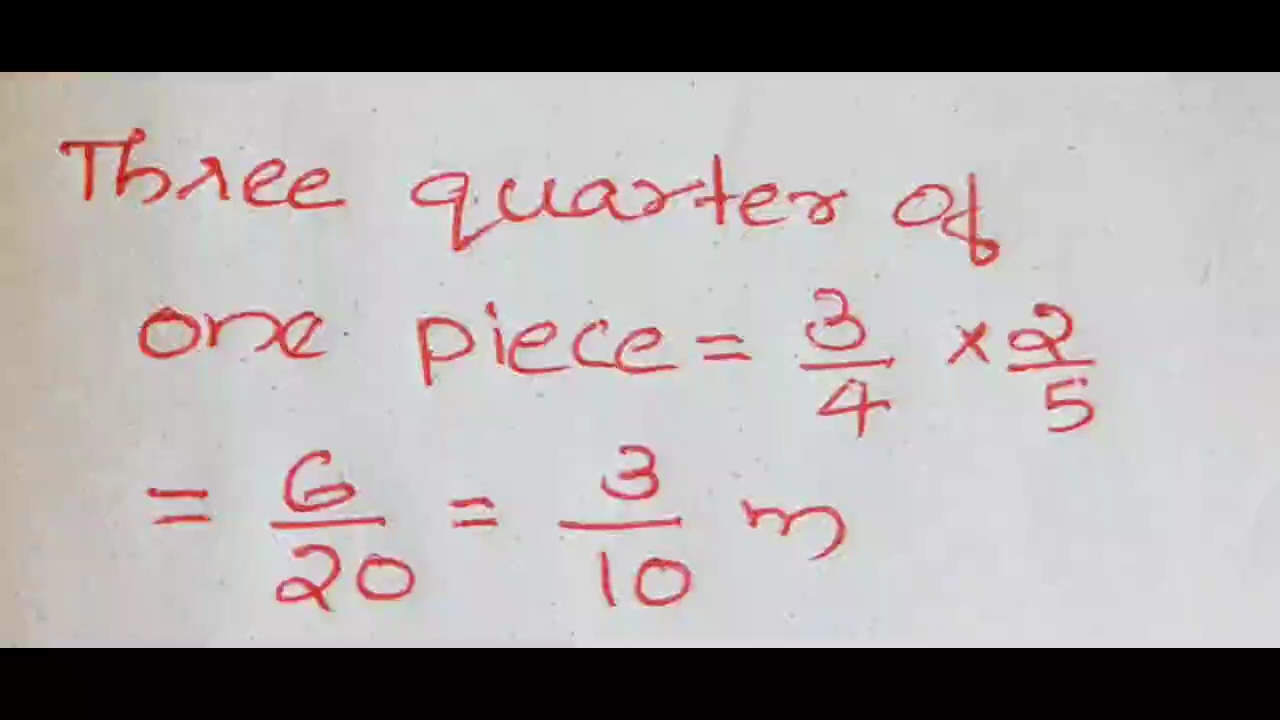 Three quarter of
one piece = 3/4 × 2/5
= 6/20 = 3/10 m